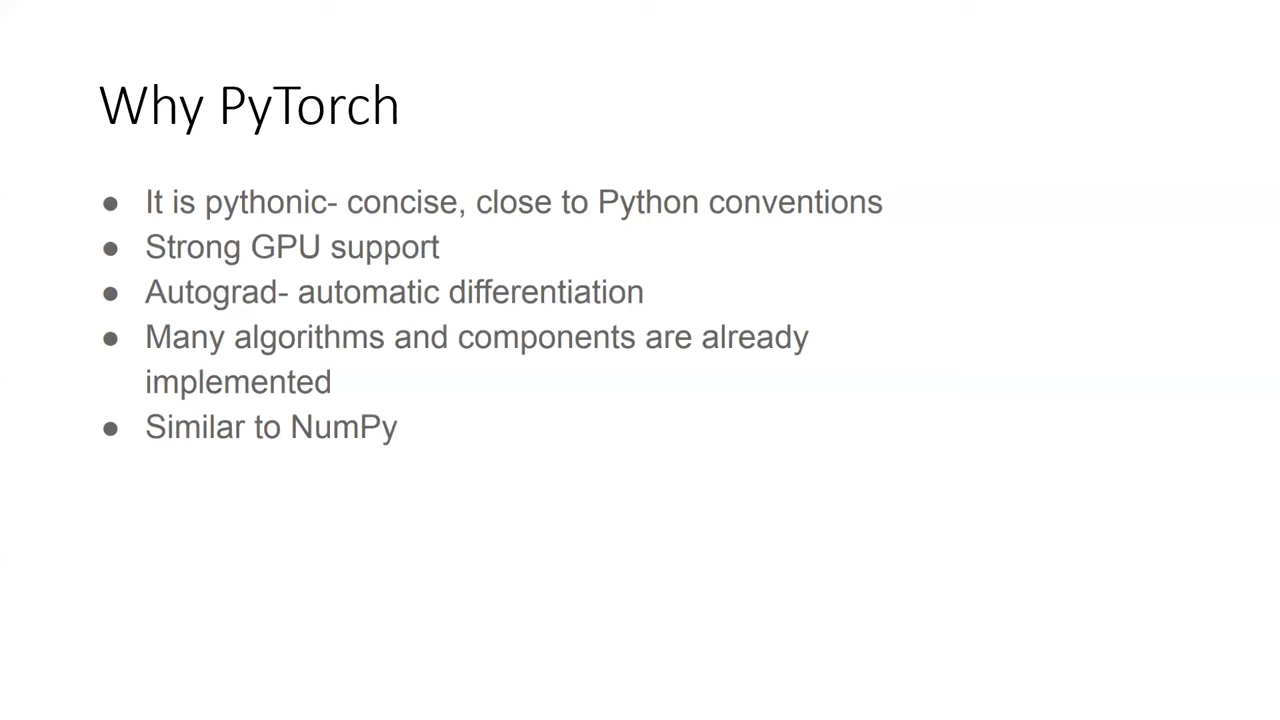 Why PyTorch
● It is pythonic- concise, close to Python conventions
● Strong GPU support
● Autograd- automatic differentiation
● Many algorithms and components are already
implemented
● Similar to NumPy